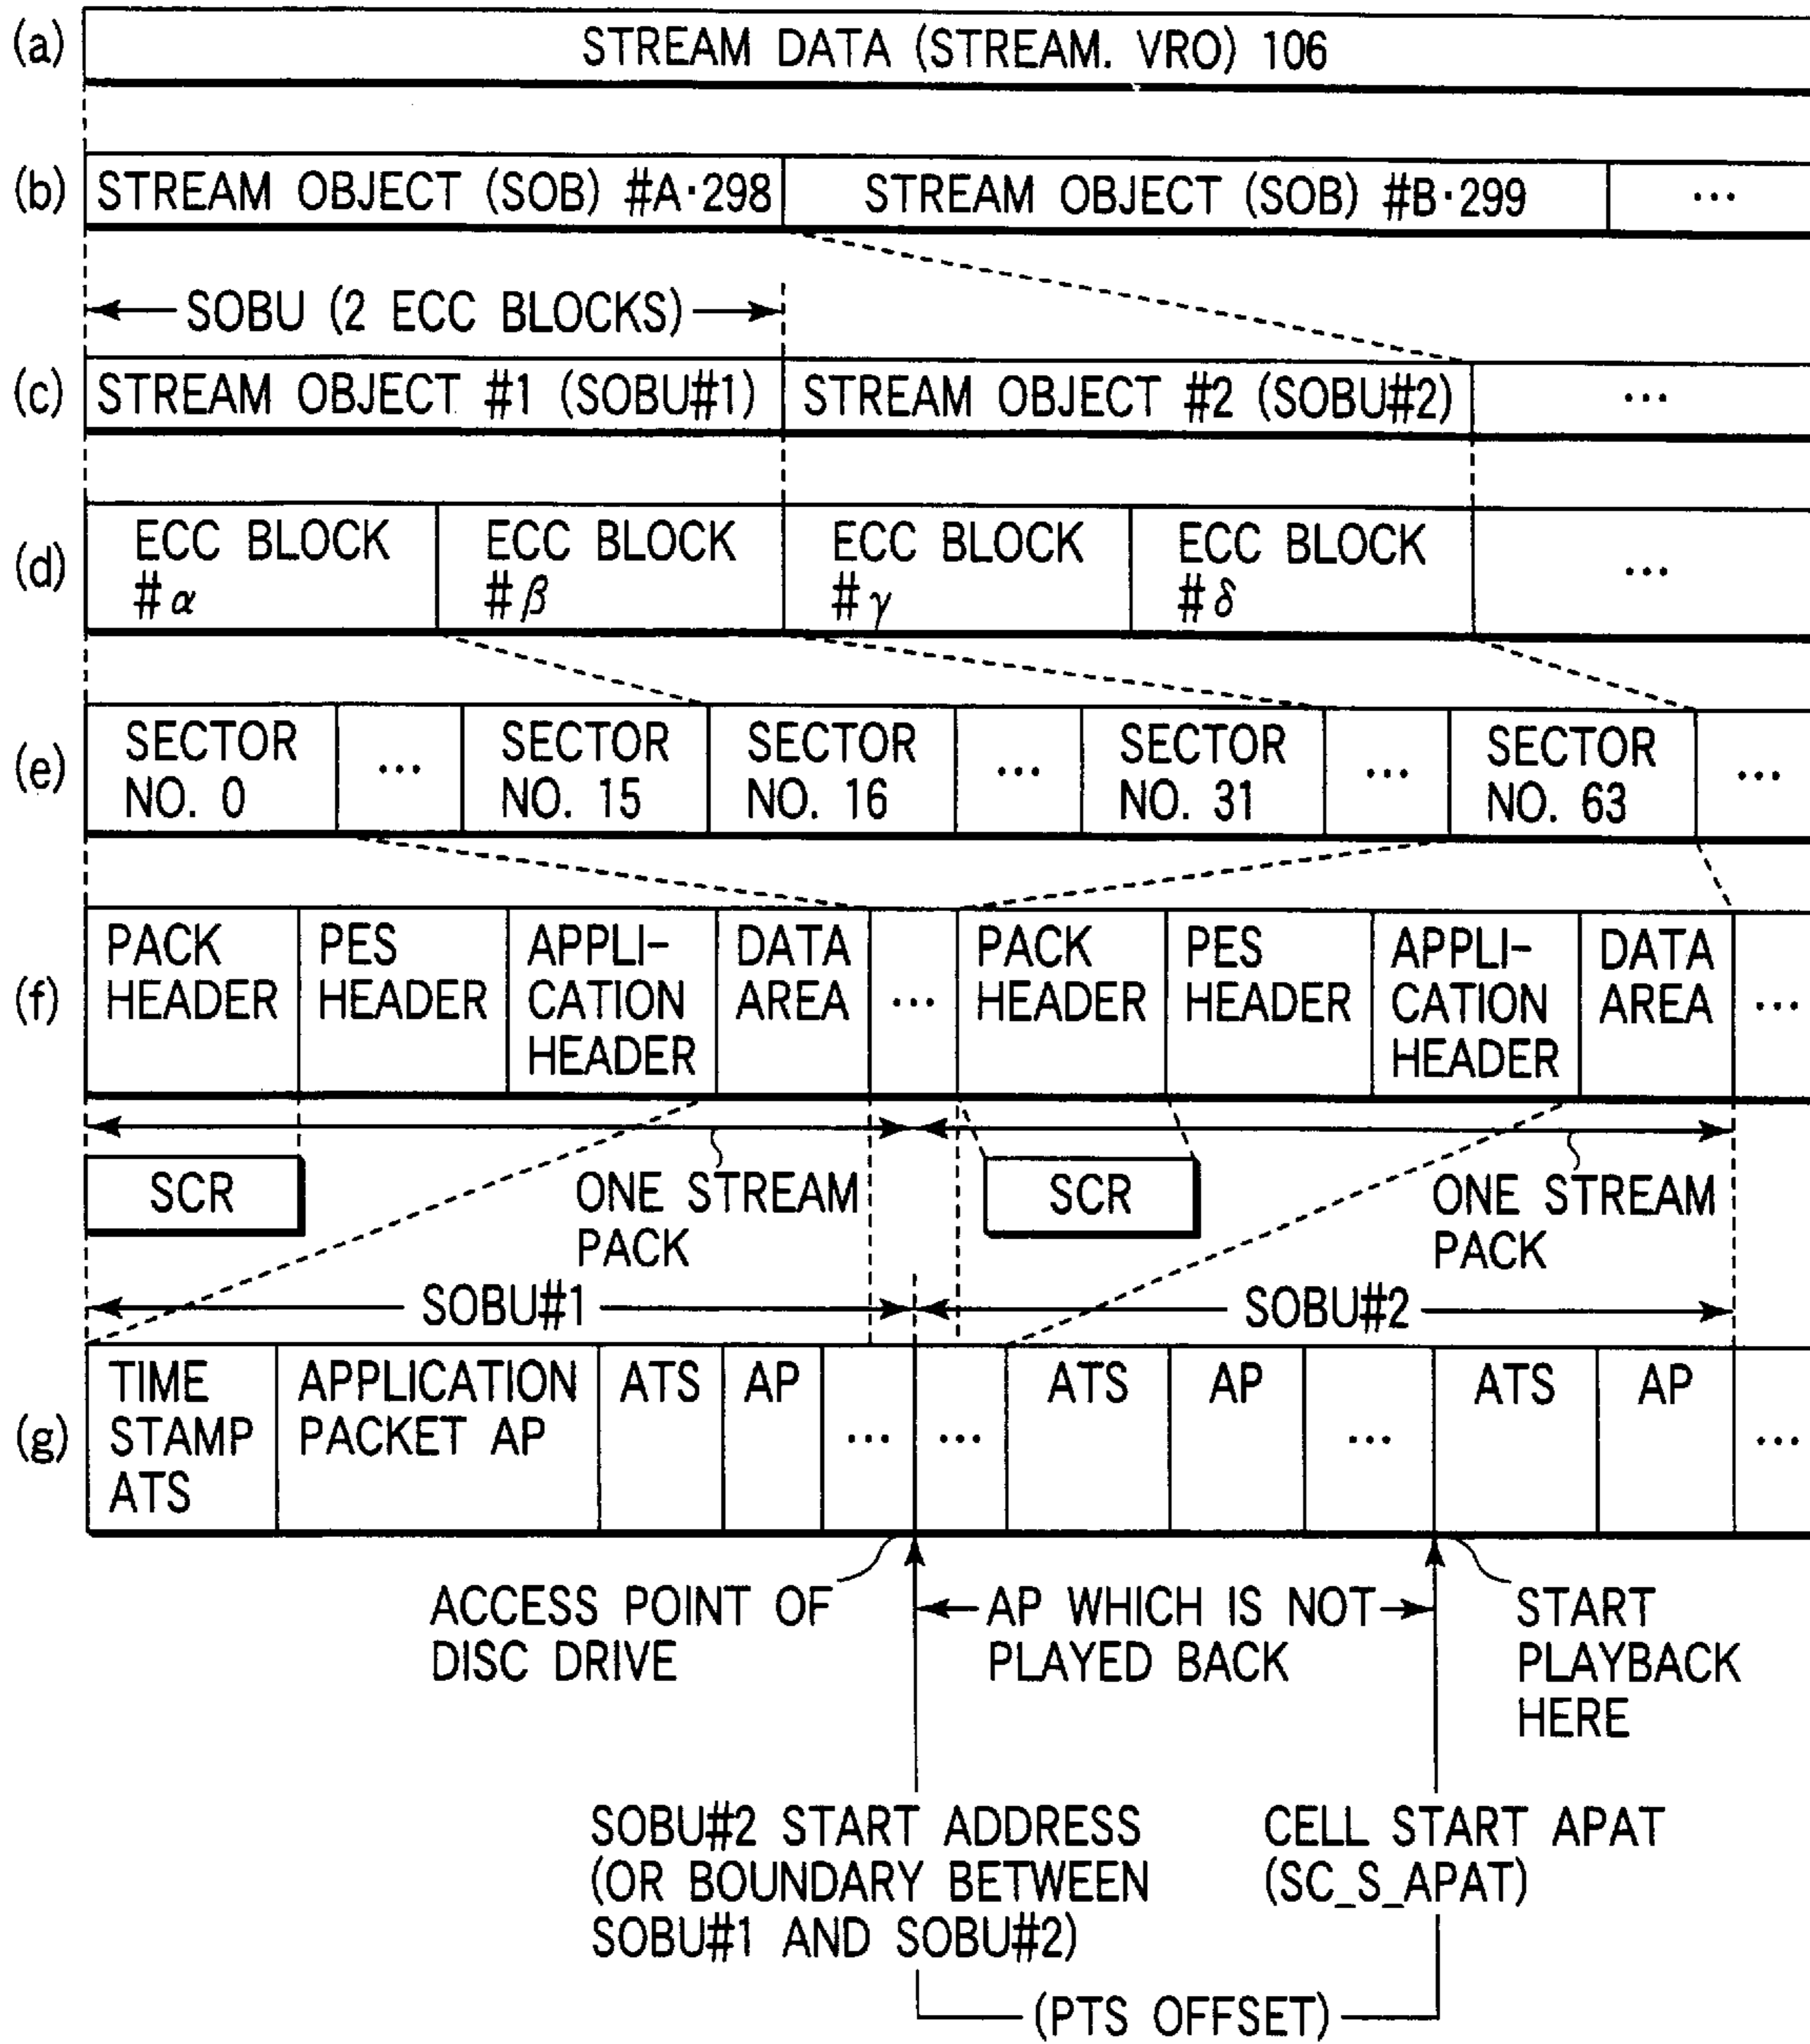 (a) STREAM DATA (STREAM. VRO) 106
(b) STREAM OBJECT (SOB) #A·298 STREAM OBJECT (SOB) #B·299 ...
SOBU (2 ECC BLOCKS)
(c) STREAM OBJECT #1 (SOBU#1) STREAM OBJECT #2 (SOBU#2) ...
(d) ECC BLOCK #α ECC BLOCK #β ECC BLOCK #γ ECC BLOCK #δ ...
(e) SECTOR NO. 0 ... SECTOR NO. 15 SECTOR NO. 16 ... SECTOR NO. 31 ... SECTOR NO. 63 ...
(f) PACK HEADER PES HEADER APPLI-CATION HEADER DATA AREA ... PACK HEADER PES HEADER APPLI-CATION HEADER DATA AREA ...
SCR
ONE STREAM
PACK
SCR
ONE STREAM
PACK
SOBU#1 SOBU#2
(g) TIME STAMP ATS APPLICATION PACKET AP ATS AP ... ... ATS AP ... ATS AP ...
ACCESS POINT OF
DISC DRIVE
AP WHICH IS NOT
PLAYED BACK
START
PLAYBACK
HERE
SOBU#2 START ADDRESS
(OR BOUNDARY BETWEEN
SOBU#1 AND SOBU#2)
CELL START APAT
(SC_S_APAT)
(PTS OFFSET)